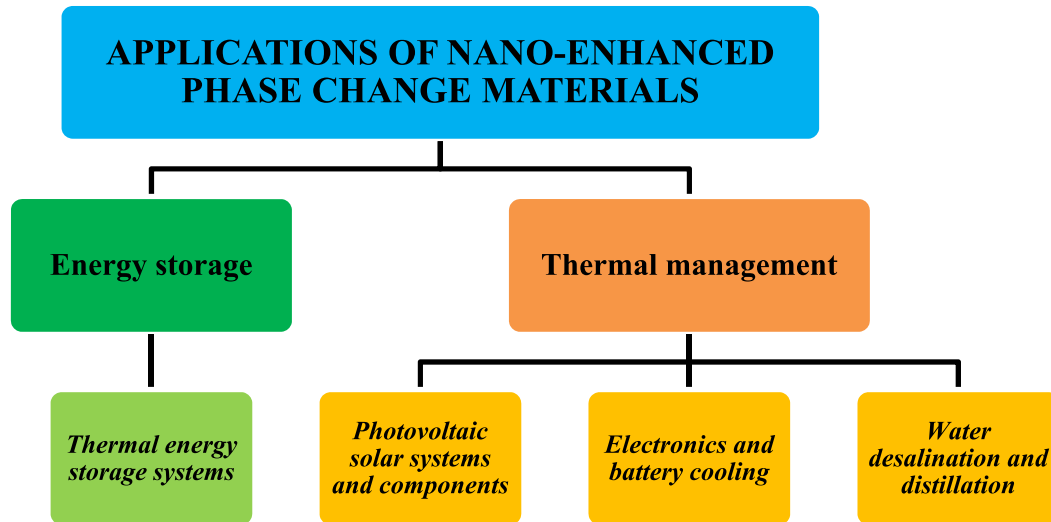 APPLICATIONS OF NANO-ENHANCED
PHASE CHANGE MATERIALS
Energy storage
Thermal management
Thermal energy
storage systems
Photovoltaic
solar systems
and components
Electronics and
battery cooling
Water
desalination and
distillation